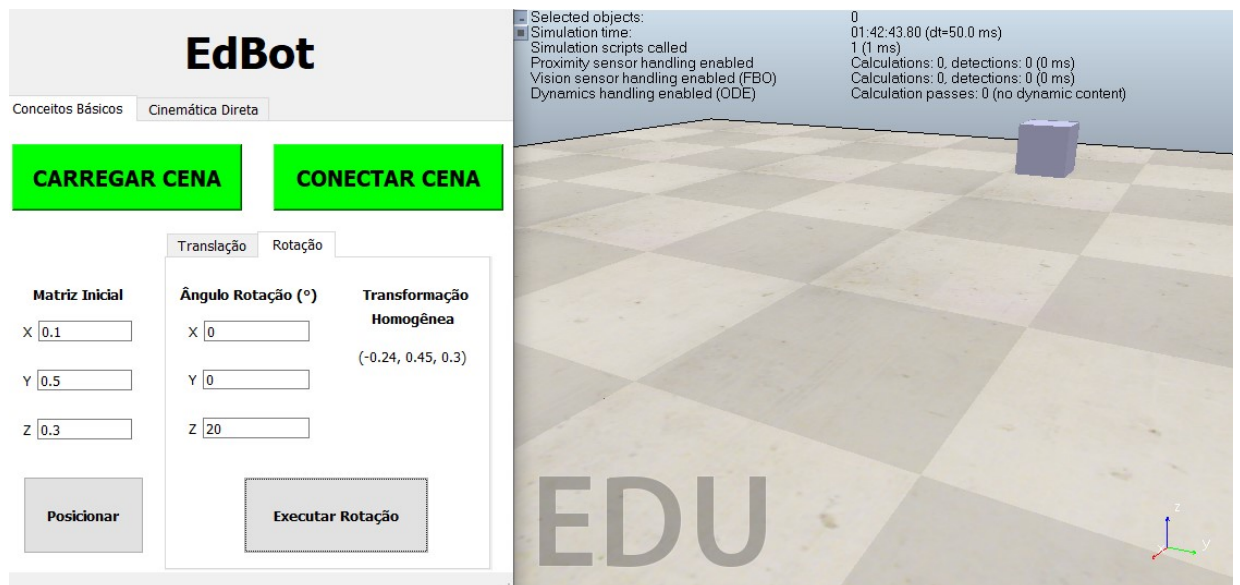 EdBot
Conceitos Básicos Cinemática Direta
CARREGAR CENA CONECTAR CENA
Translação Rotação
Matriz Inicial Ângulo Rotação (°) Transformação
Homogênea
X 0.1 X 0 (-0.24, 0.45, 0.3)
Y 0.5 Y 0
Z 0.3 Z 20
Posicionar Executar Rotação
Selected objects: 0
Simulation time: 01:42:43.80 (dt=50.0 ms)
Simulation scripts called 1 (1 ms)
Proximity sensor handling enabled Calculations: 0, detections: 0 (0 ms)
Vision sensor handling enabled (FBO) Calculations: 0, detections: 0 (0 ms)
Dynamics handling enabled (ODE) Calculation passes: 0 (no dynamic content)
EDU
z
x y